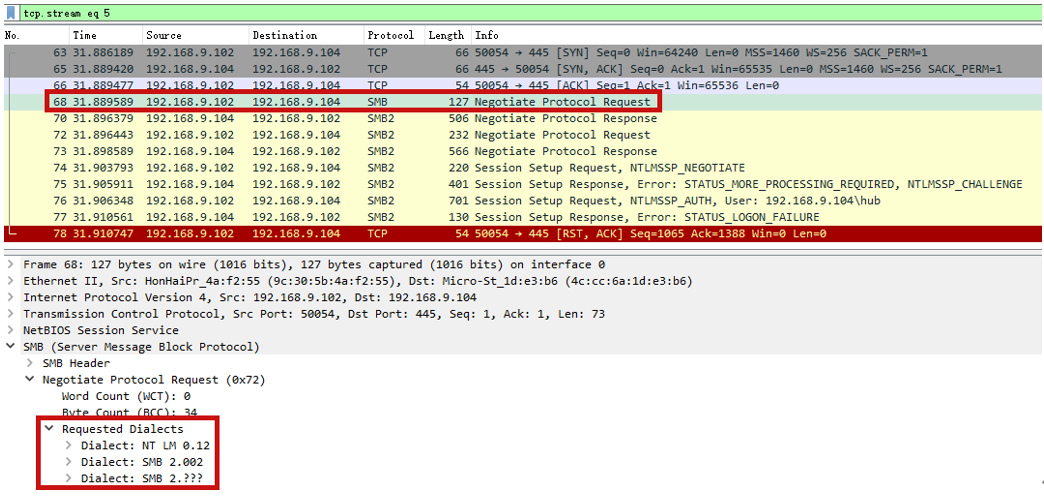 tcp.stream eq 5
No. Time Source Destination Protocol Length Info
63 31.886189 192.168.9.102 192.168.9.104 TCP 66 50054 → 445 [SYN] Seq=0 Win=64240 Len=0 MSS=1460 WS=256 SACK_PERM=1
65 31.889420 192.168.9.104 192.168.9.102 TCP 66 445 → 50054 [SYN, ACK] Seq=0 Ack=1 Win=65535 Len=0 MSS=1460 WS=256 SACK_PERM=1
66 31.889477 192.168.9.102 192.168.9.104 TCP 54 50054 → 445 [ACK] Seq=1 Ack=1 Win=65536 Len=0
68 31.889589 192.168.9.102 192.168.9.104 SMB 127 Negotiate Protocol Request
70 31.896379 192.168.9.104 192.168.9.102 SMB2 506 Negotiate Protocol Response
72 31.896443 192.168.9.102 192.168.9.104 SMB2 232 Negotiate Protocol Request
73 31.898589 192.168.9.104 192.168.9.102 SMB2 566 Negotiate Protocol Response
74 31.903793 192.168.9.102 192.168.9.104 SMB2 220 Session Setup Request, NTLMSSP_NEGOTIATE
75 31.905911 192.168.9.104 192.168.9.102 SMB2 401 Session Setup Response, Error: STATUS_MORE_PROCESSING_REQUIRED, NTLMSSP_CHALLENGE
76 31.906348 192.168.9.102 192.168.9.104 SMB2 701 Session Setup Request, NTLMSSP_AUTH, User: 192.168.9.104\hub
77 31.910561 192.168.9.104 192.168.9.102 SMB2 130 Session Setup Response, Error: STATUS_LOGON_FAILURE
78 31.910747 192.168.9.102 192.168.9.104 TCP 54 50054 → 445 [RST, ACK] Seq=1065 Ack=1388 Win=0 Len=0
Frame 68: 127 bytes on wire (1016 bits), 127 bytes captured (1016 bits) on interface 0
Ethernet II, Src: HonHaiPr_4a:f2:55 (9c:30:5b:4a:f2:55), Dst: Micro-St_1d:e3:b6 (4c:cc:6a:1d:e3:b6)
Internet Protocol Version 4, Src: 192.168.9.102, Dst: 192.168.9.104
Transmission Control Protocol, Src Port: 50054, Dst Port: 445, Seq: 1, Ack: 1, Len: 73
NetBIOS Session Service
SMB (Server Message Block Protocol)
SMB Header
Negotiate Protocol Request (0x72)
Word Count (WCT): 0
Byte Count (BCC): 34
Requested Dialects
Dialect: NT LM 0.12
Dialect: SMB 2.002
Dialect: SMB 2.???